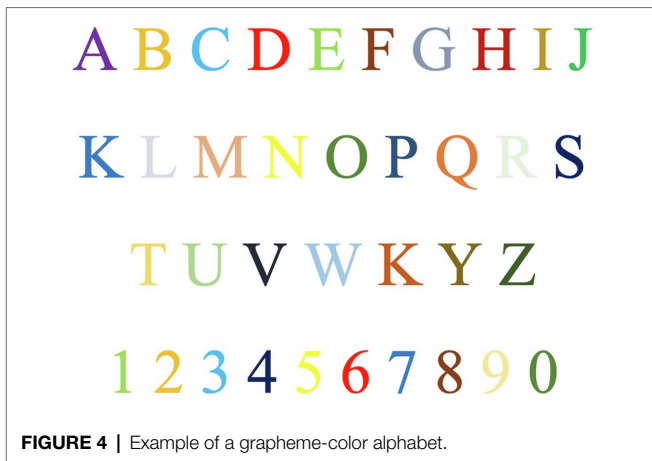 A B C D E F G H I J
K L M N O P Q R S
T U V W K Y Z
1 2 3 4 5 6 7 8 9 0
FIGURE 4 | Example of a grapheme-color alphabet.